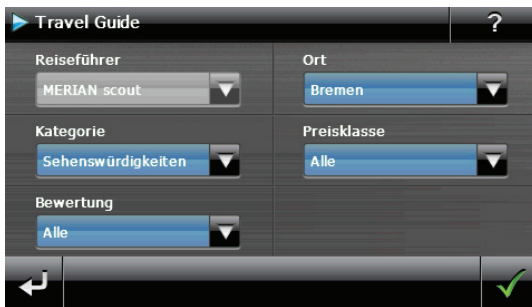 Travel Guide
?
Reiseführer
MERIAN scout
Ort
Bremen
Kategorie
Sehenswürdigkeiten
Preisklasse
Alle
Bewertung
Alle